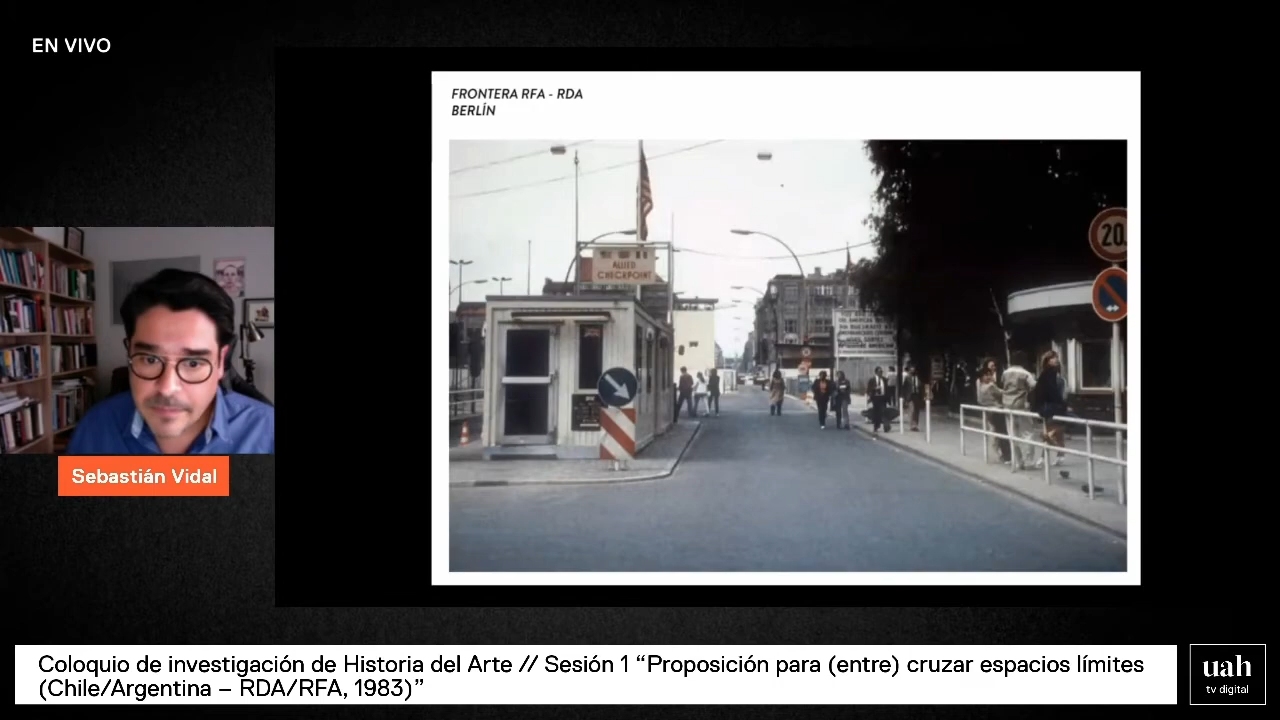 EN VIVO
FRONTERA RFA - RDA
BERLÍN
ALLIED
CHECKPOINT
20
Sebastián Vidal
Coloquio de investigación de Historia del Arte // Sesión 1 “Proposición para (entre) cruzar espacios límites
(Chile/Argentina – RDA/RFA, 1983)”
uah
tv digital